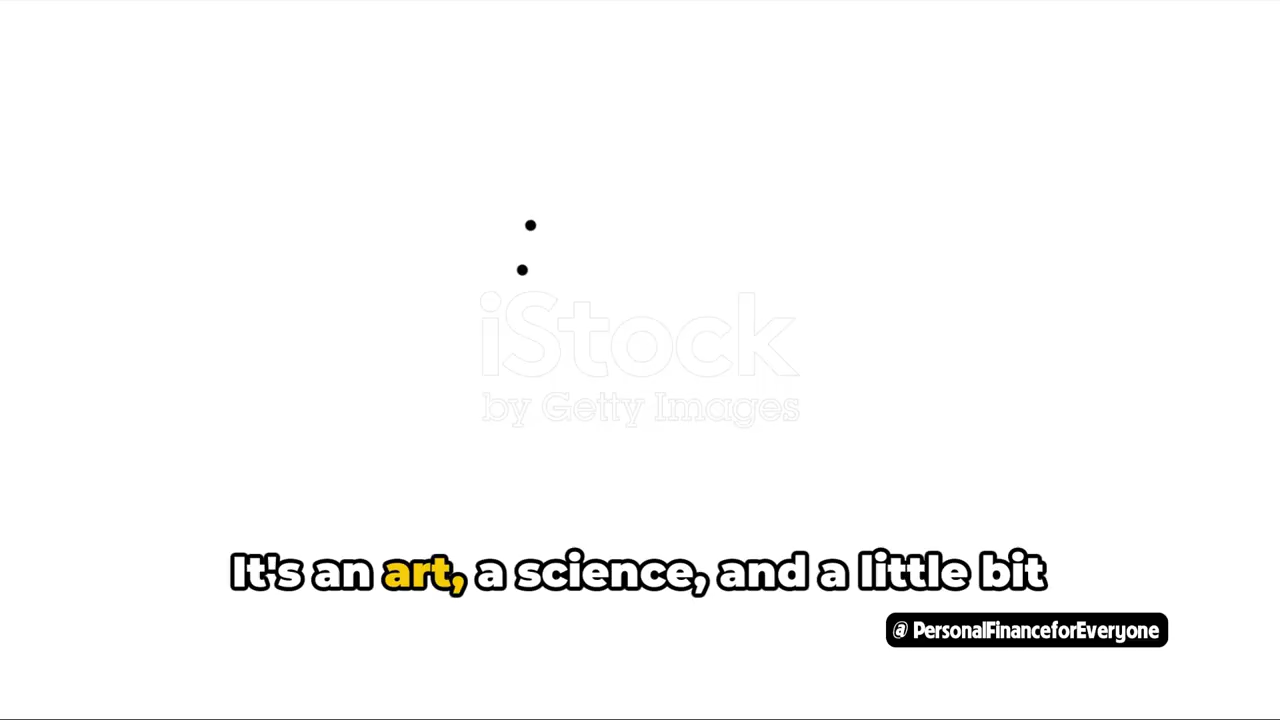 iStock
by Getty Images
It's an art, a science, and a little bit
@ PersonalFinanceforEveryone